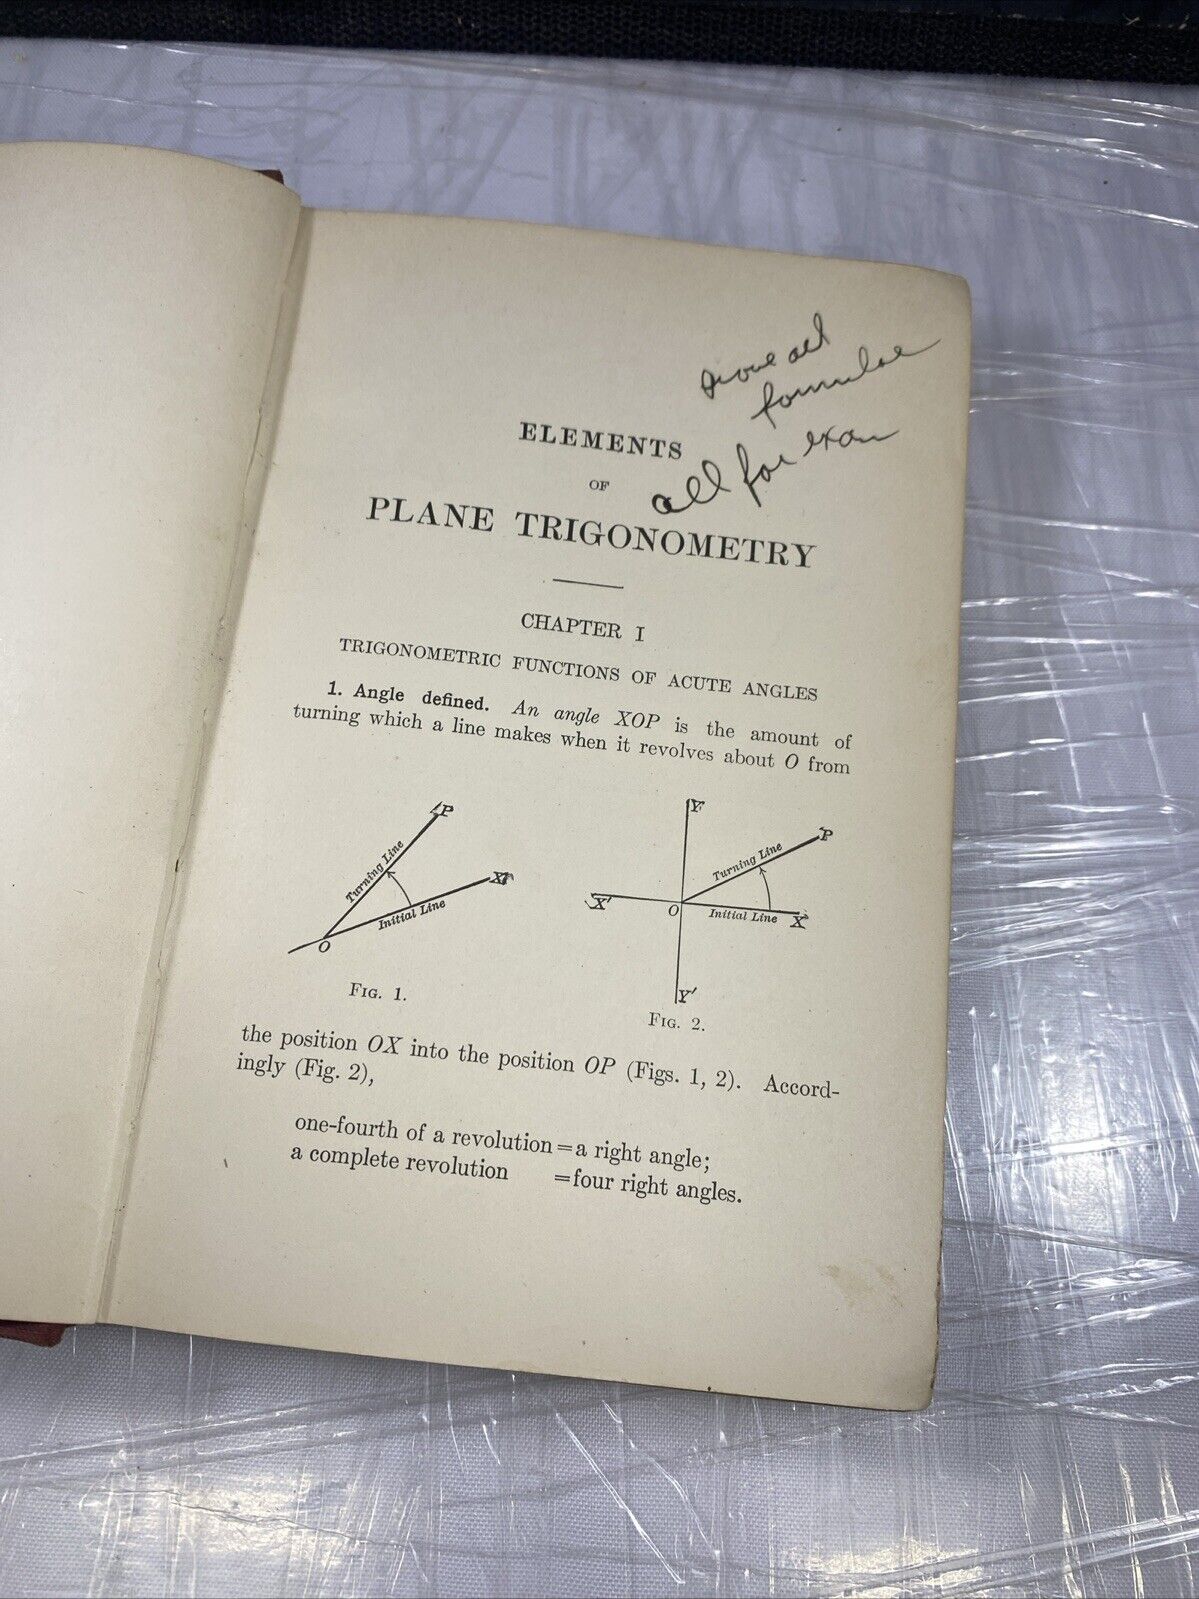 prove all
formulae
all for exam
ELEMENTS
OF
PLANE TRIGONOMETRY
CHAPTER I
TRIGONOMETRIC FUNCTIONS OF ACUTE ANGLES
1. Angle defined. An angle XOP is the amount of
turning which a line makes when it revolves about O from
P
Turning Line
X
Initial Line
O
FIG. 1.
Y
P
Turning Line
X'
O
Initial Line
X
Y'
FIG. 2.
the position OX into the position OP (Figs. 1, 2). Accord-
ingly (Fig. 2),
one-fourth of a revolution = a right angle;
a complete revolution = four right angles.